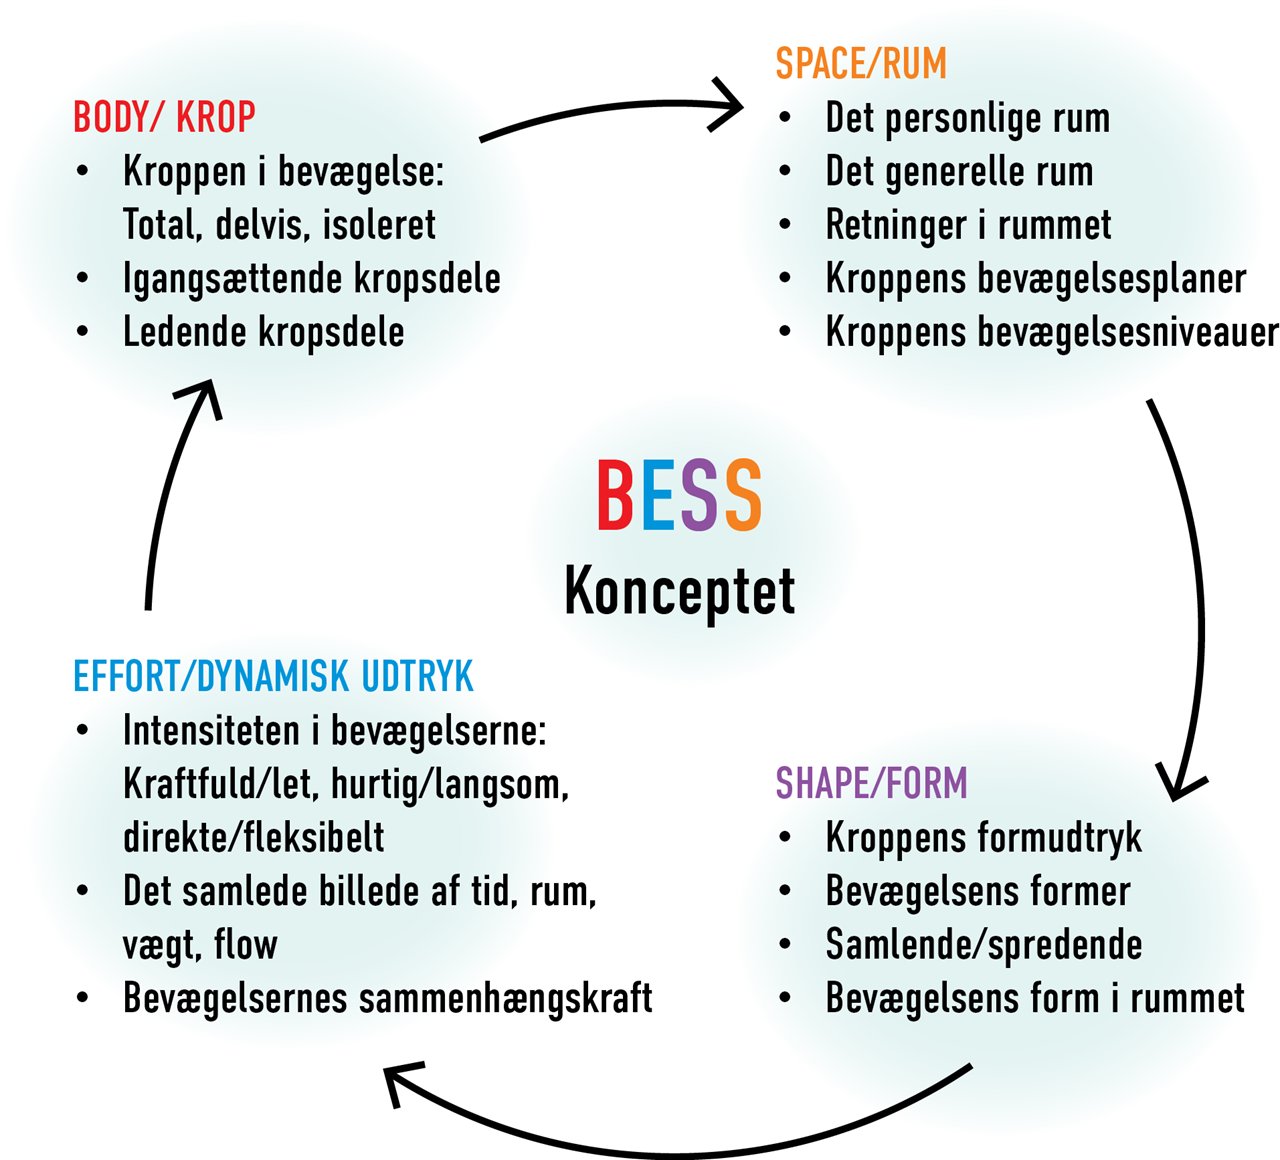 BODY/ KROP
• Kroppen i bevægelse:
Total, delvis, isoleret
• Igangsættende kropsdele
• Ledende kropsdele
SPACE/RUM
• Det personlige rum
• Det generelle rum
• Retninger i rummet
• Kroppens bevægelsesplaner
• Kroppens bevægelsesniveauer
BESS
Konceptet
EFFORT/DYNAMISK UDTRYK
• Intensiteten i bevægelserne:
Kraftfuld/let, hurtig/langsom,
direkte/fleksibelt
• Det samlede billede af tid, rum,
vægt, flow
• Bevægelsernes sammenhængskraft
SHAPE/FORM
• Kroppens formudtryk
• Bevægelsens former
• Samlende/spredende
• Bevægelsens form i rummet